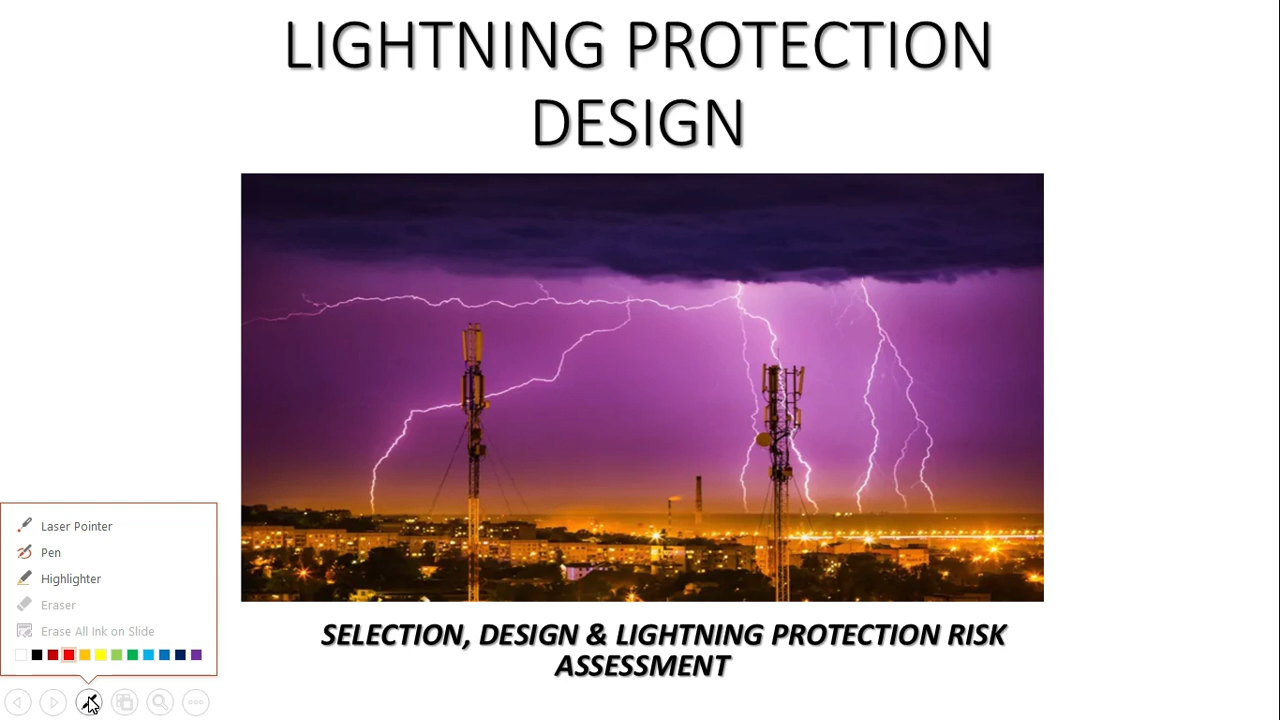 LIGHTNING PROTECTION
DESIGN
Laser Pointer
Pen
Highlighter
Eraser
Erase All Ink on Slide
SELECTION, DESIGN & LIGHTNING PROTECTION RISK
ASSESSMENT